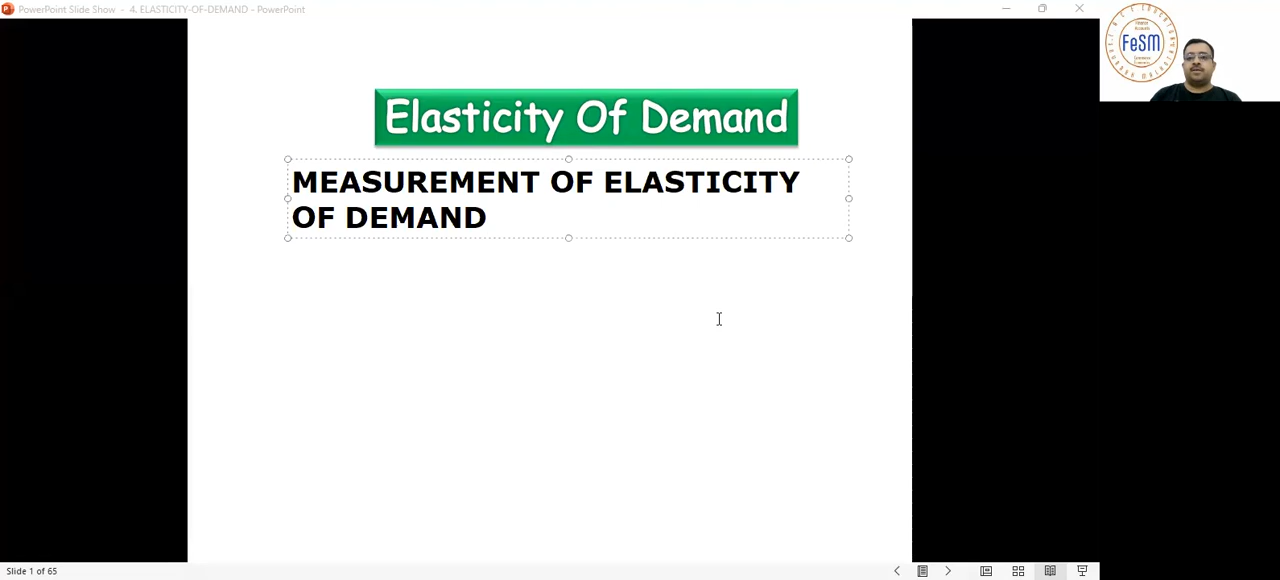 PowerPoint Slide Show - 4. ELASTICITY-OF-DEMAND - PowerPoint
FeSM
Elasticity Of Demand
MEASUREMENT OF ELASTICITY
OF DEMAND
Slide 1 of 65